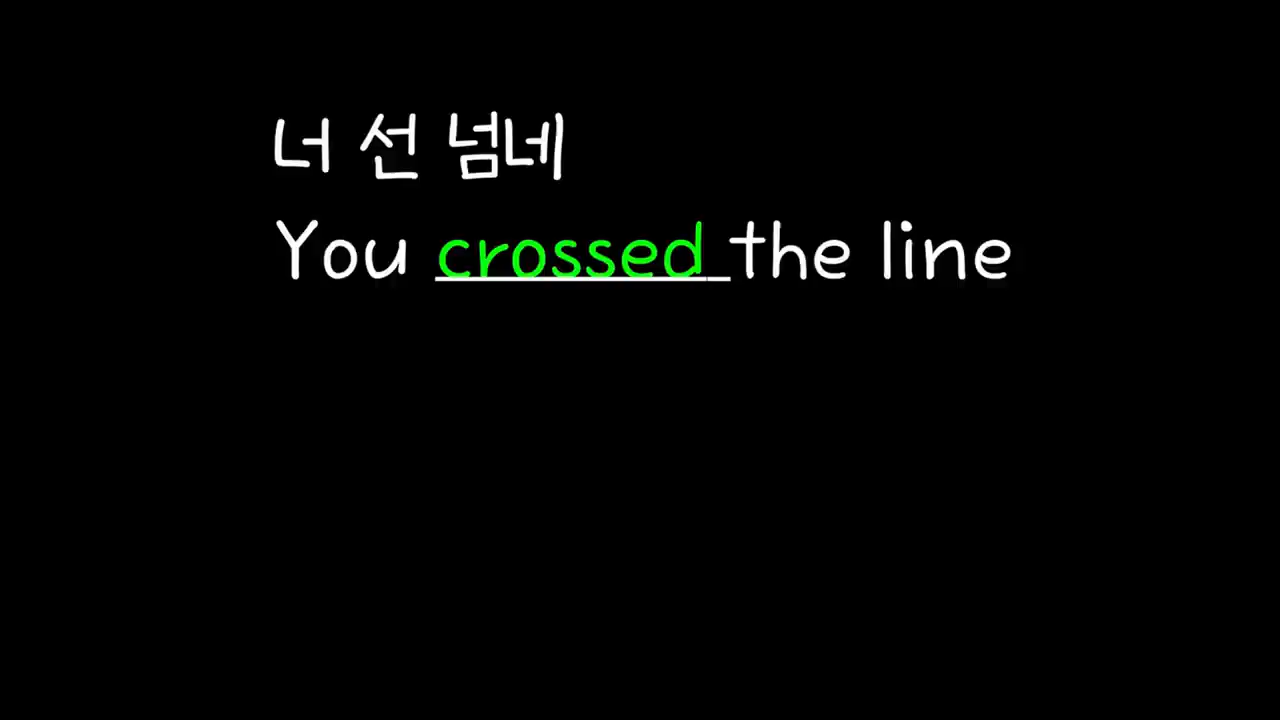 너 선 넘네
You crossed the line